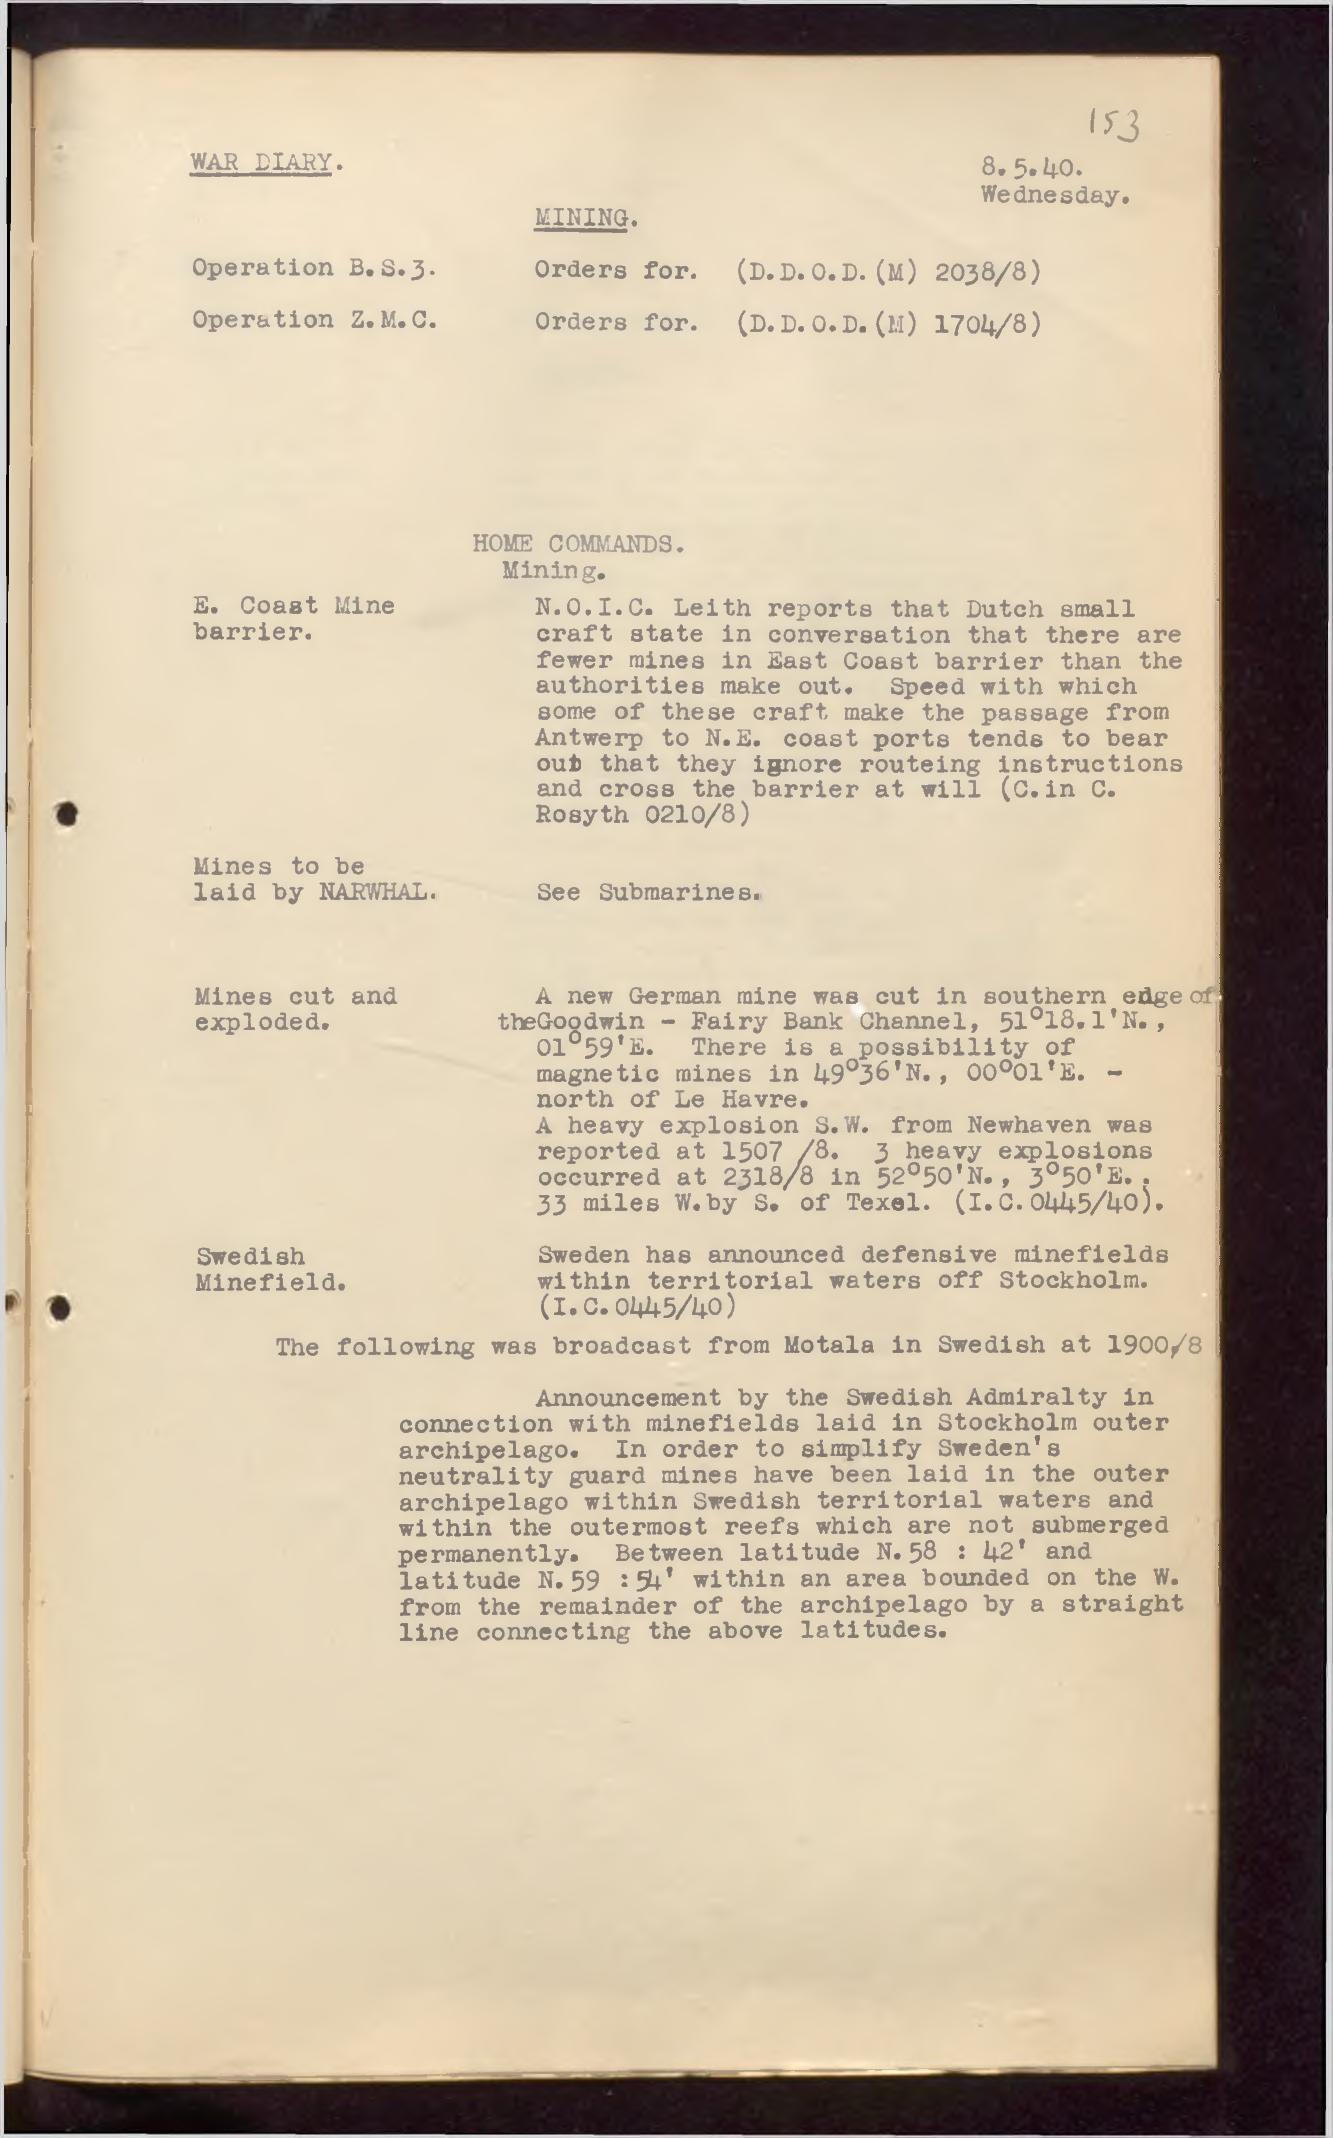 153
WAR DIARY.
8.5.40.
Wednesday.
MINING.
Operation B.S.3. Orders for. (D.D.O.D.(M) 2038/8)
Operation Z.M.C. Orders for. (D.D.O.D.(M) 1704/8)
HOME COMMANDS.
Mining.
E. Coast Mine
barrier.
N.O.I.C. Leith reports that Dutch small
craft state in conversation that there are
fewer mines in East Coast barrier than the
authorities make out. Speed with which
some of these craft make the passage from
Antwerp to N.E. coast ports tends to bear
out that they ignore routeing instructions
and cross the barrier at will (C.in C.
Rosyth 0210/8)
Mines to be
laid by NARWHAL. See Submarines.
Mines cut and
exploded.
A new German mine was cut in southern edge of
the Goodwin - Fairy Bank Channel, 51°18.1'N.,
01°59'E. There is a possibility of
magnetic mines in 49°36'N., 00°01'E. -
north of Le Havre.
A heavy explosion S.W. from Newhaven was
reported at 1507 /8. 3 heavy explosions
occurred at 2318/8 in 52°50'N., 3°50'E.,
33 miles W.by S. of Texel. (I.C.0445/40).
Swedish
Minefield.
Sweden has announced defensive minefields
within territorial waters off Stockholm.
(I.C.0445/40)
The following was broadcast from Motala in Swedish at 1900/8
Announcement by the Swedish Admiralty in
connection with minefields laid in Stockholm outer
archipelago. In order to simplify Sweden's
neutrality guard mines have been laid in the outer
archipelago within Swedish territorial waters and
within the outermost reefs which are not submerged
permanently. Between latitude N.58 : 42' and
latitude N.59 : 54' within an area bounded on the W.
from the remainder of the archipelago by a straight
line connecting the above latitudes.